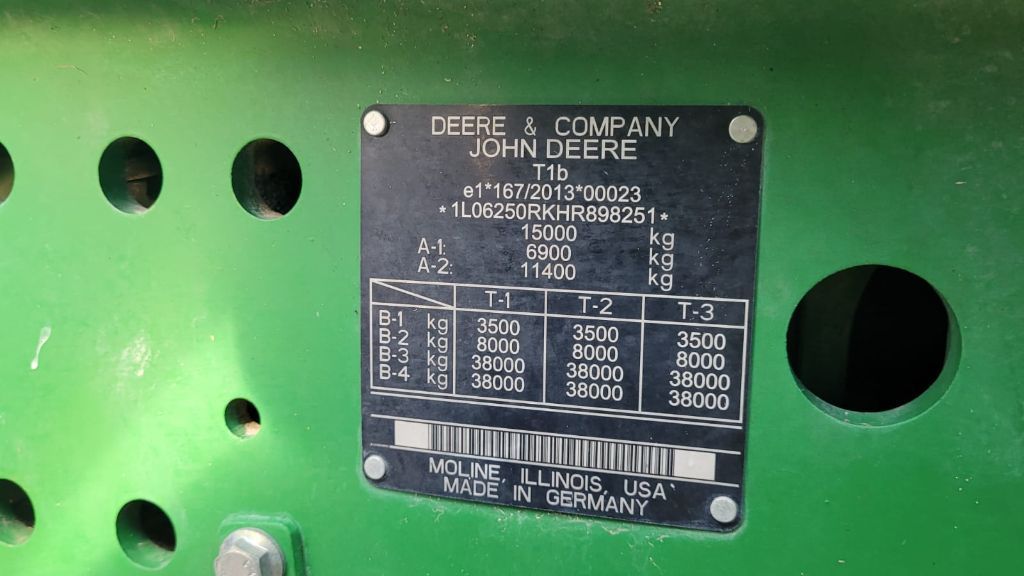 DEERE & COMPANY
JOHN DEERE
T1b
e1*167/2013*00023
*1L06250RKHR898251*
15000 kg
A-1: 6900 kg
A-2: 11400 kg
T-1 T-2 T-3
B-1 kg 3500 3500 3500
B-2 kg 8000 8000 8000
B-3 kg 38000 38000 38000
B-4 kg 38000 38000 38000
MOLINE, ILLINOIS, USA
MADE IN GERMANY